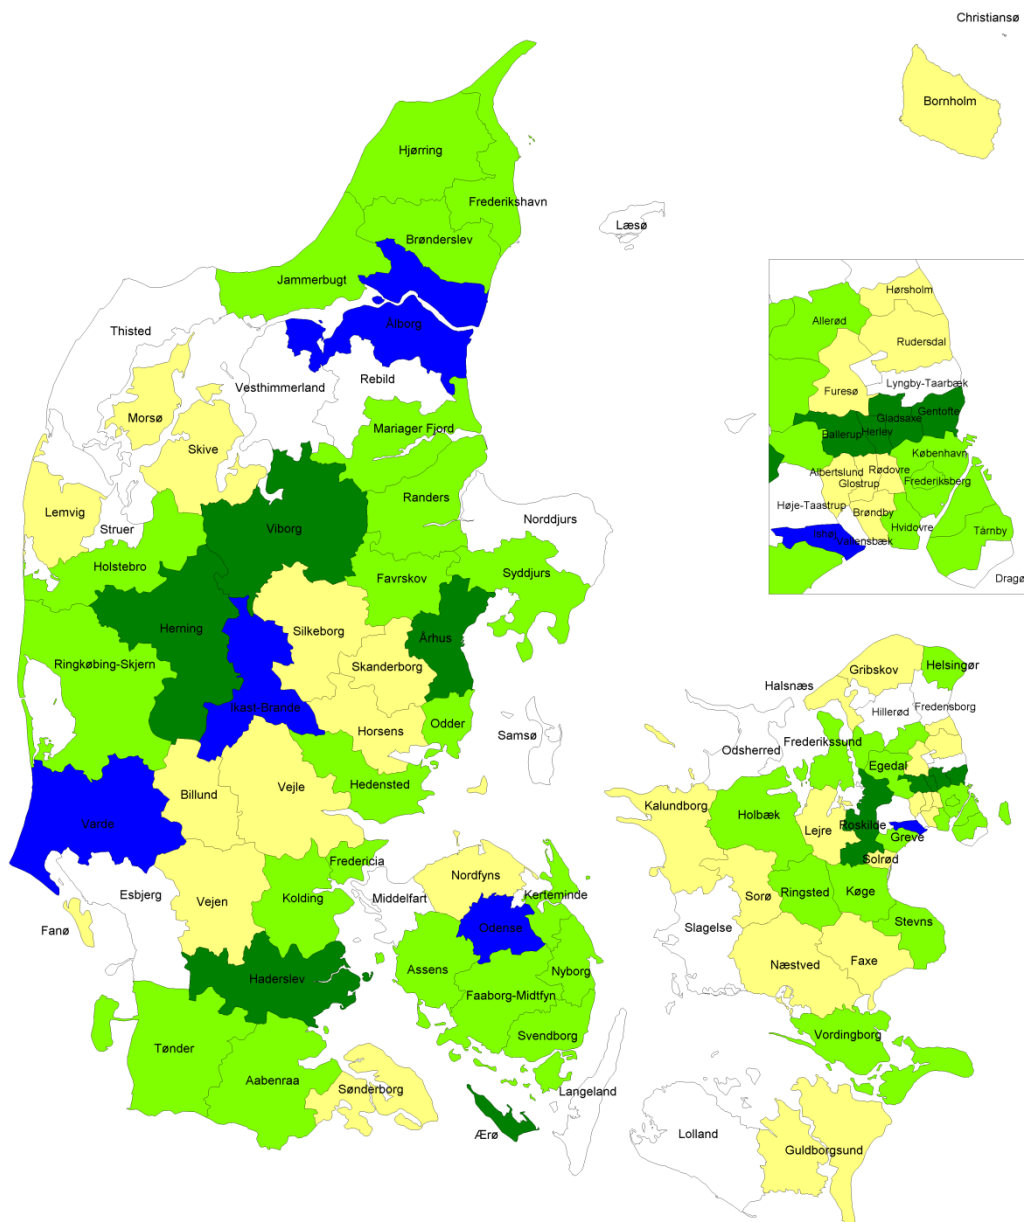 Christiansø
Bornholm
Hjørring
Frederikshavn
Læsø
Brønderslev
Jammerbugt
Ålborg
Thisted
Vesthimmerland
Rebild
Morsø
Mariager Fjord
Skive
Randers
Lemvig
Struer
Viborg
Norddjurs
Holstebro
Favrskov
Syddjurs
Herning
Silkeborg
Århus
Ringkøbing-Skjern
Skanderborg
Ikast-Brande
Odder
Horsens
Samsø
Hedensted
Billund
Vejle
Varde
Fredericia
Esbjerg
Vejen
Kolding
Middelfart
Nordfyns
Kerteminde
Fanø
Odense
Assens
Nyborg
Haderslev
Faaborg-Midtfyn
Svendborg
Tønder
Aabenraa
Sønderborg
Langeland
Ærø
Hørsholm
Allerød
Rudersdal
Lyngby-Taarbæk
Furesø
Gentofte
Gladsaxe
Ballerup
Herlev
København
Albertslund
Rødovre
Glostrup
Frederiksberg
Høje-Taastrup
Brøndby
Hvidovre
Tårnby
Ishøj
Vallensbæk
Dragø
Gribskov
Helsingør
Halsnæs
Hillerød
Fredensborg
Frederikssund
Odsherred
Egedal
Kalundborg
Holbæk
Lejre
Roskilde
Greve
Solrød
Sorø
Ringsted
Køge
Stevns
Slagelse
Næstved
Faxe
Vordingborg
Lolland
Guldborgsund